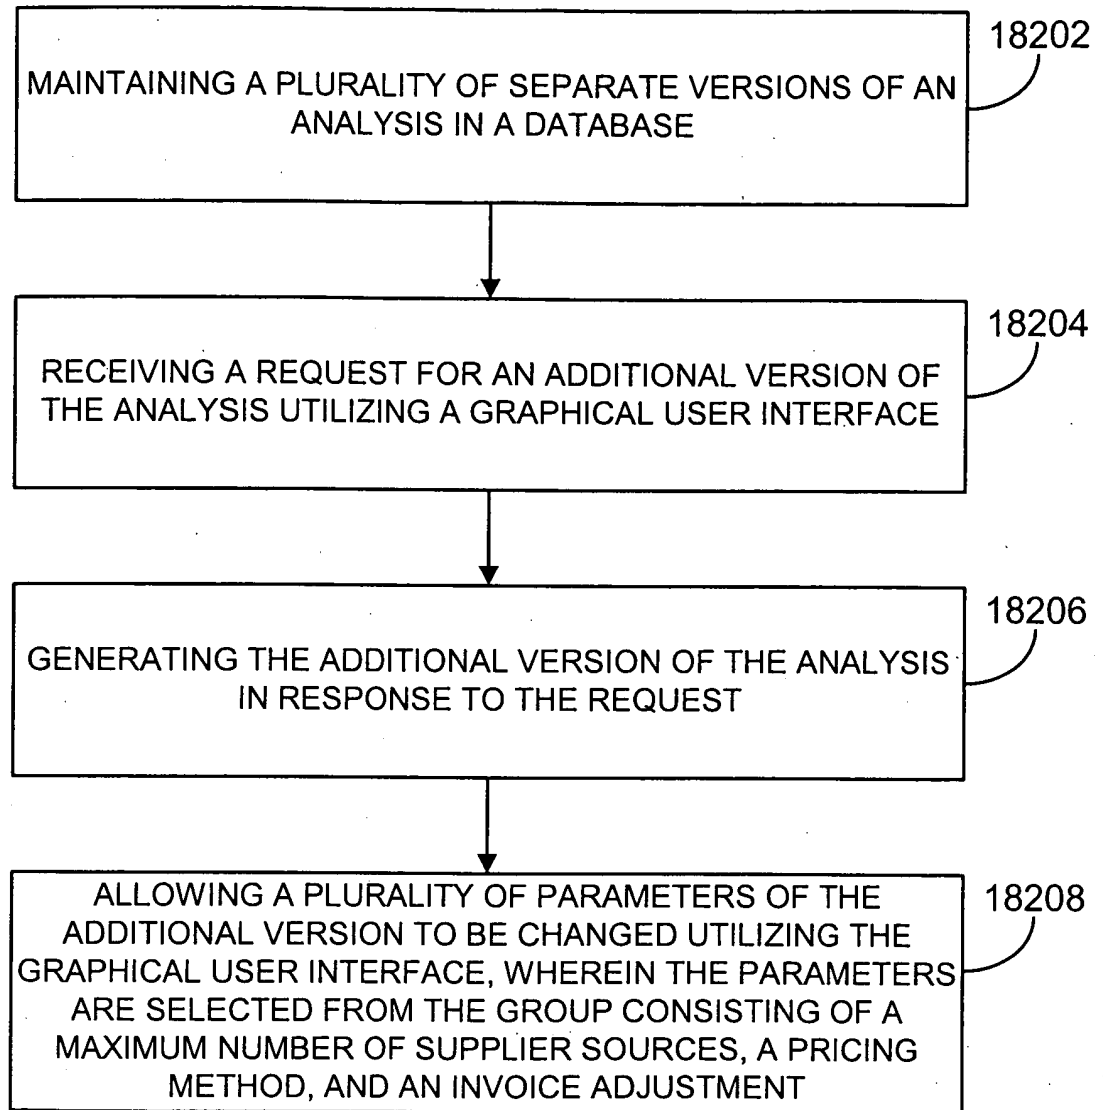 18202
MAINTAINING A PLURALITY OF SEPARATE VERSIONS OF AN
ANALYSIS IN A DATABASE
18204
RECEIVING A REQUEST FOR AN ADDITIONAL VERSION OF
THE ANALYSIS UTILIZING A GRAPHICAL USER INTERFACE
18206
GENERATING THE ADDITIONAL VERSION OF THE ANALYSIS
IN RESPONSE TO THE REQUEST
18208
ALLOWING A PLURALITY OF PARAMETERS OF THE
ADDITIONAL VERSION TO BE CHANGED UTILIZING THE
GRAPHICAL USER INTERFACE, WHEREIN THE PARAMETERS
ARE SELECTED FROM THE GROUP CONSISTING OF A
MAXIMUM NUMBER OF SUPPLIER SOURCES, A PRICING
METHOD, AND AN INVOICE ADJUSTMENT